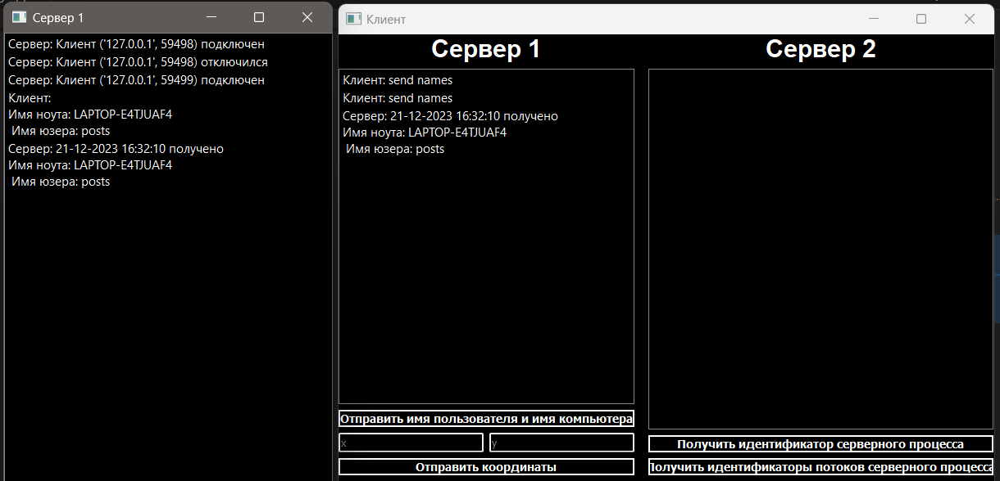 Сервер 1
Сервер: Клиент ('127.0.0.1', 59498) подключен
Сервер: Клиент ('127.0.0.1', 59498) отключился
Сервер: Клиент ('127.0.0.1', 59499) подключен
Клиент:
Имя ноута: LAPTOP-E4TJUAF4
Имя юзера: posts
Сервер: 21-12-2023 16:32:10 получено
Имя ноута: LAPTOP-E4TJUAF4
Имя юзера: posts
Клиент
Сервер 1
Клиент: send names
Клиент: send names
Сервер: 21-12-2023 16:32:10 получено
Имя ноута: LAPTOP-E4TJUAF4
Имя юзера: posts
Отправить имя пользователя и имя компьютера
x
y
Отправить координаты
Сервер 2
Получить идентификатор серверного процесса
Получить идентификаторы потоков серверного процесса